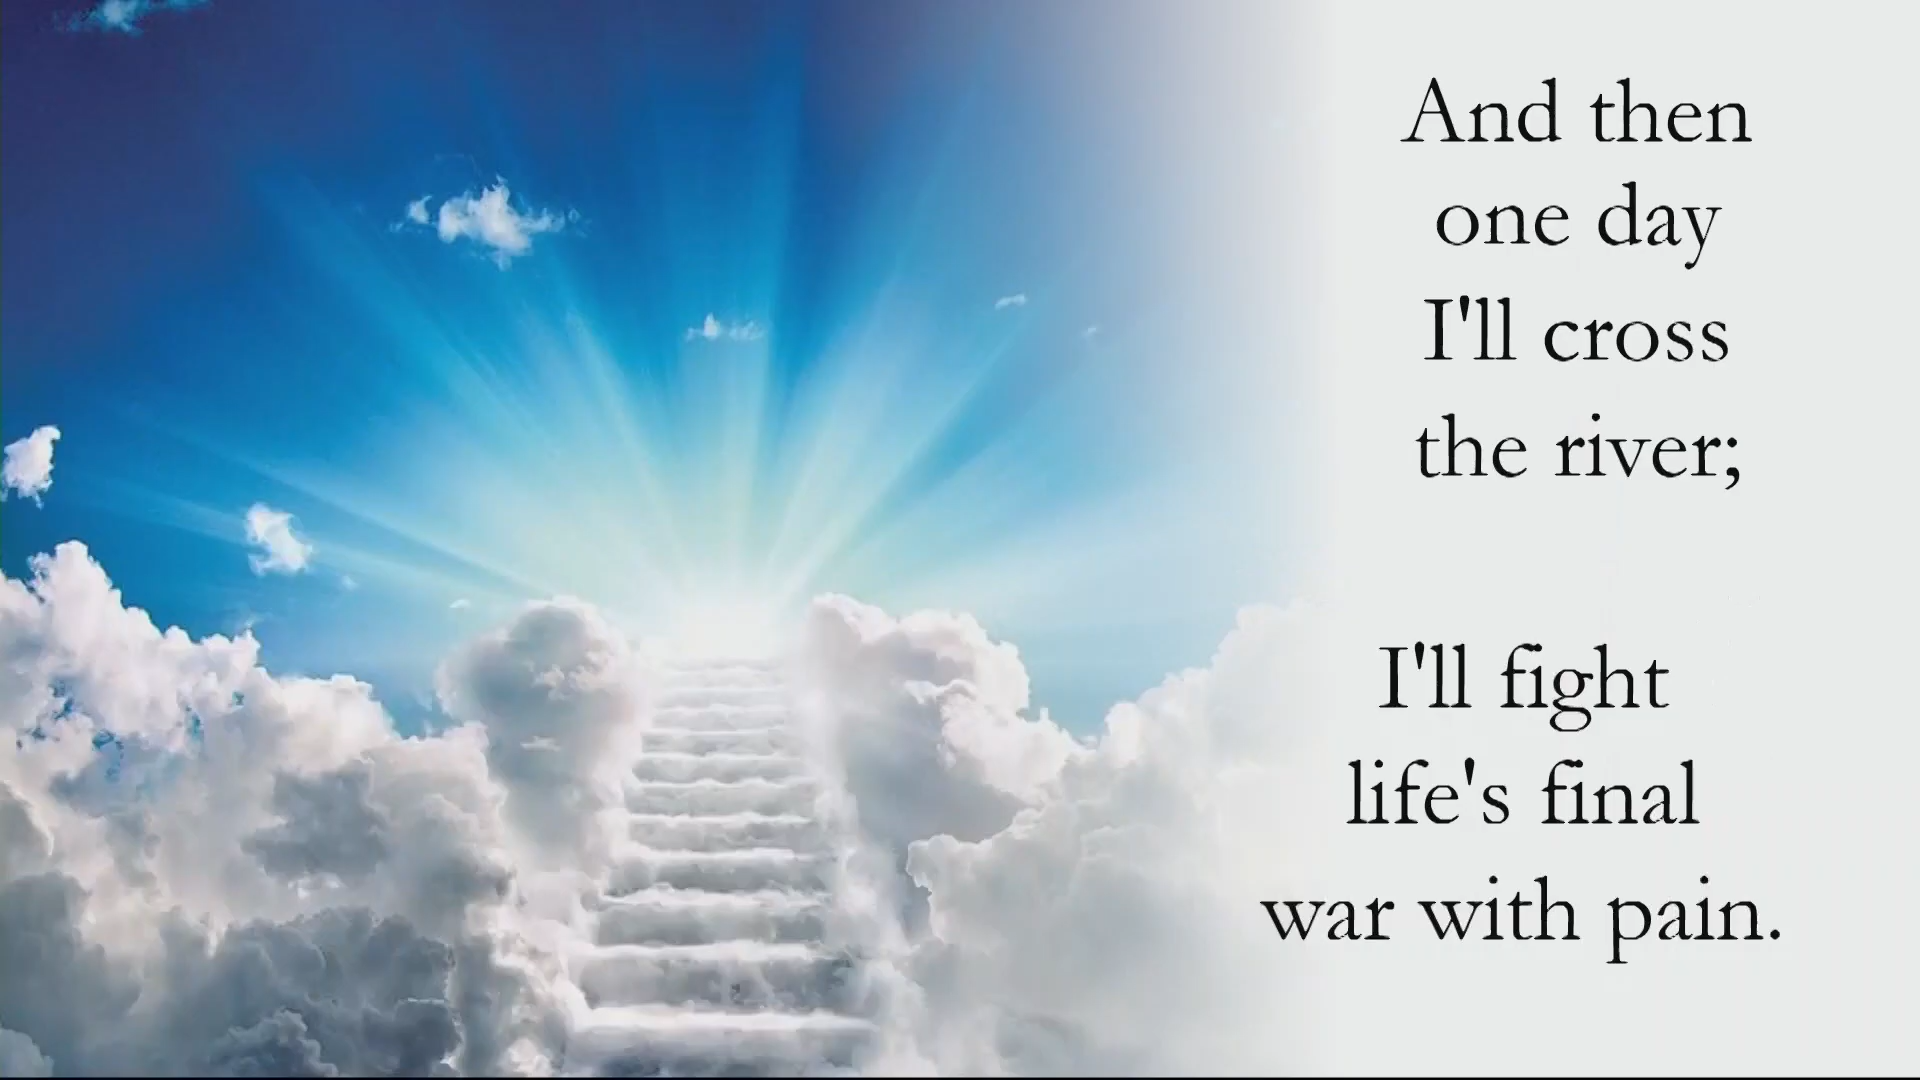 And then
one day
I'll cross
the river;
I'll fight
life's final
war with pain.